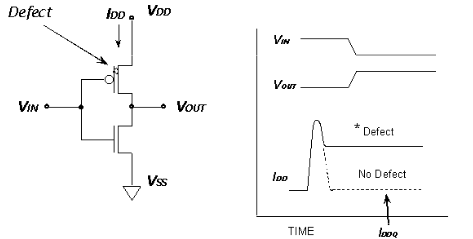 Defect
IDD
VDD
VIN
VOUT
VSS
VIN
VOUT
* Defect
No Defect
IDD
TIME
IDDQ